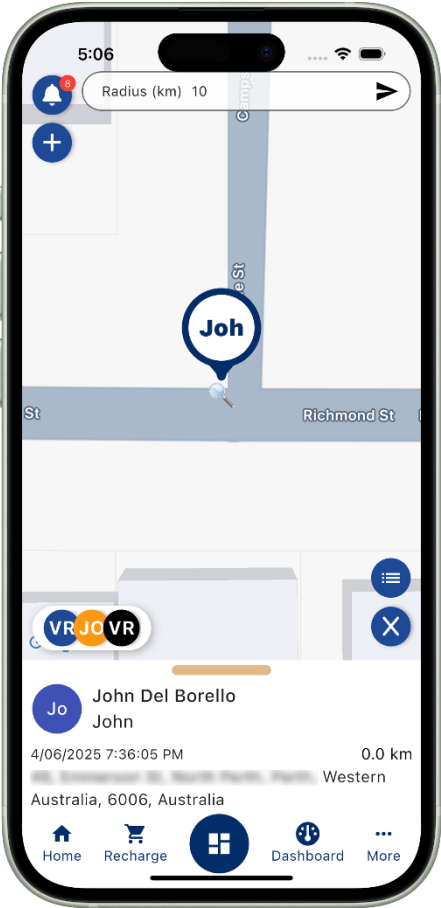 5:06
8
Radius (km) 10
Camps
e St
Joh
St
Richmond St
VR JO VR
John Del Borello
Jo
John
4/06/2025 7:36:05 PM
0.0 km
Western
Australia, 6006, Australia
Home
Recharge
Dashboard
More